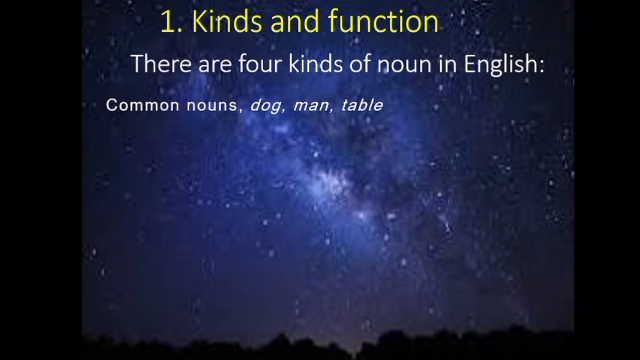 1. Kinds and function
There are four kinds of noun in English:
Common nouns, dog, man, table